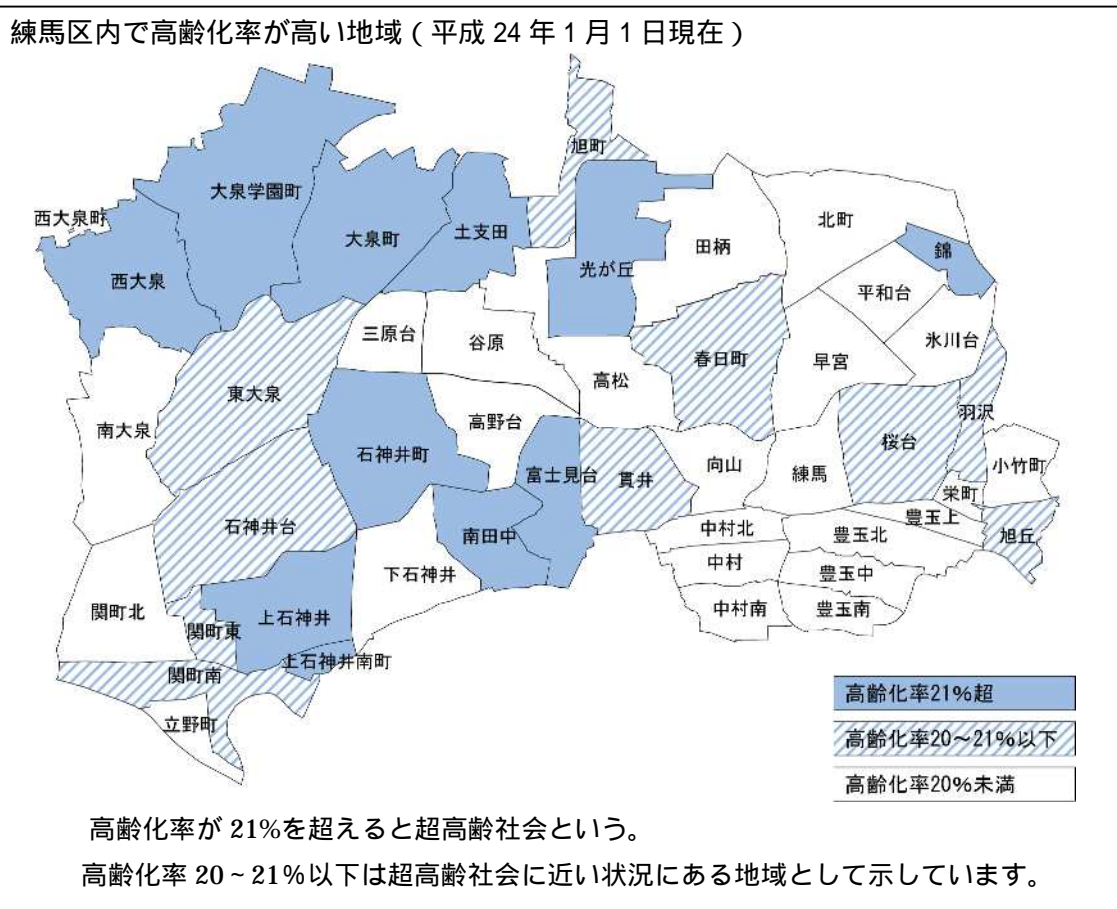 練馬区内で高齢化率が高い地域（平成 24 年 1 月 1 日現在）
旭町
大泉学園町
西大泉町
大泉町
土支田
北町
田柄
錦
光が丘
西大泉
平和台
三原台
谷原
氷川台
春日町
早宮
高松
東大泉
高野台
羽沢
南大泉
桜台
石神井町
向山
小竹町
富士見台
貫井
練馬
栄町
豊玉上
石神井台
南田中
中村北
豊玉北
旭丘
中村
下石神井
豊玉中
関町北
上石神井
中村南
豊玉南
関町東
上石神井南町
関町南
立野町
高齢化率21%超
高齢化率20～21%以下
高齢化率20%未満
高齢化率が 21%を超えると超高齢社会という。
高齢化率 20～21%以下は超高齢社会に近い状況にある地域として示しています。